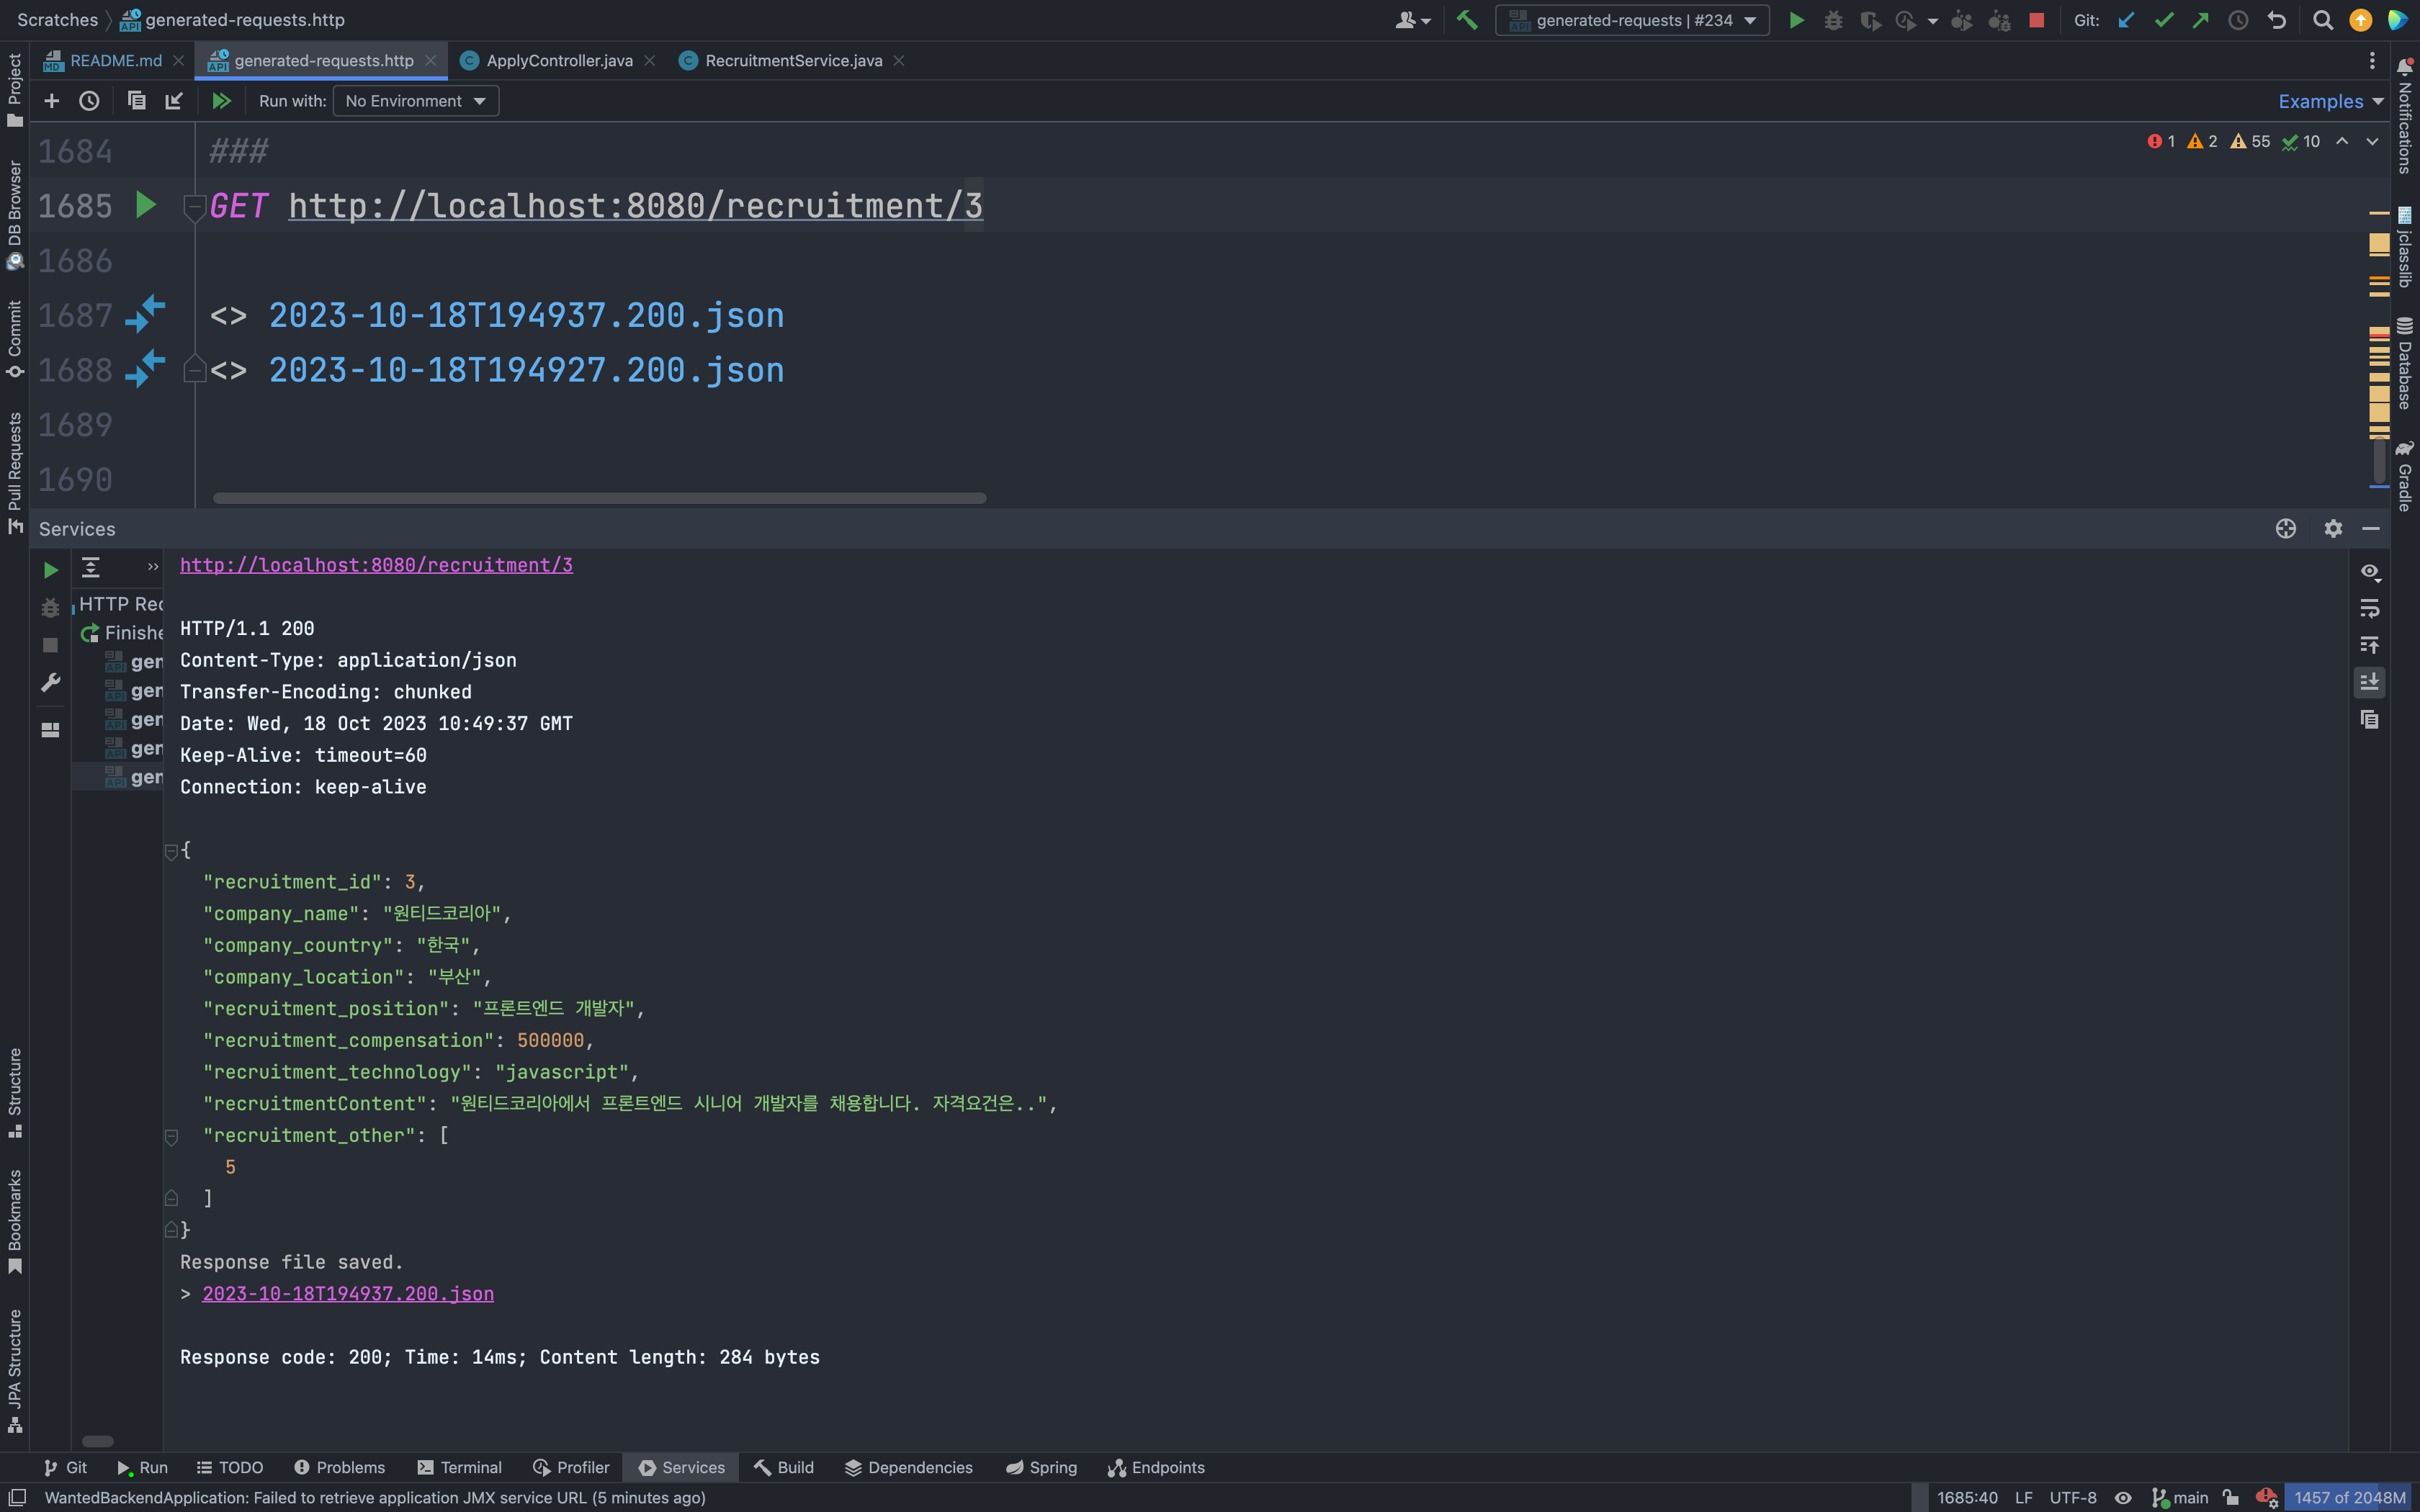 Scratches generated-requests.http generated-requests | #234 Git:
README.md generated-requests.http ApplyController.java RecruitmentService.java
Run with: No Environment Examples
1 2 55 10
1684 ###
1685 GET http://localhost:8080/recruitment/3
1686
1687 <> 2023-10-18T194937.200.json
1688 <> 2023-10-18T194927.200.json
1689
1690
Services
http://localhost:8080/recruitment/3
HTTP Rec
Finishe
gen
gen
gen
gen
gen
HTTP/1.1 200
Content-Type: application/json
Transfer-Encoding: chunked
Date: Wed, 18 Oct 2023 10:49:37 GMT
Keep-Alive: timeout=60
Connection: keep-alive
{
"recruitment_id": 3,
"company_name": "원티드코리아",
"company_country": "한국",
"company_location": "부산",
"recruitment_position": "프론트엔드 개발자",
"recruitment_compensation": 500000,
"recruitment_technology": "javascript",
"recruitmentContent": "원티드코리아에서 프론트엔드 시니어 개발자를 채용합니다. 자격요건은..",
"recruitment_other": [
5
]
}
Response file saved.
> 2023-10-18T194937.200.json
Response code: 200; Time: 14ms; Content length: 284 bytes
Project
DB Browser
Commit
Pull Requests
Structure
Bookmarks
JPA Structure
Notifications
jclasslib
Database
Gradle
Git Run TODO Problems Terminal Profiler Services Build Dependencies Spring Endpoints
WantedBackendApplication: Failed to retrieve application JMX service URL (5 minutes ago) 1685:40 LF UTF-8 main 1457 of 2048M